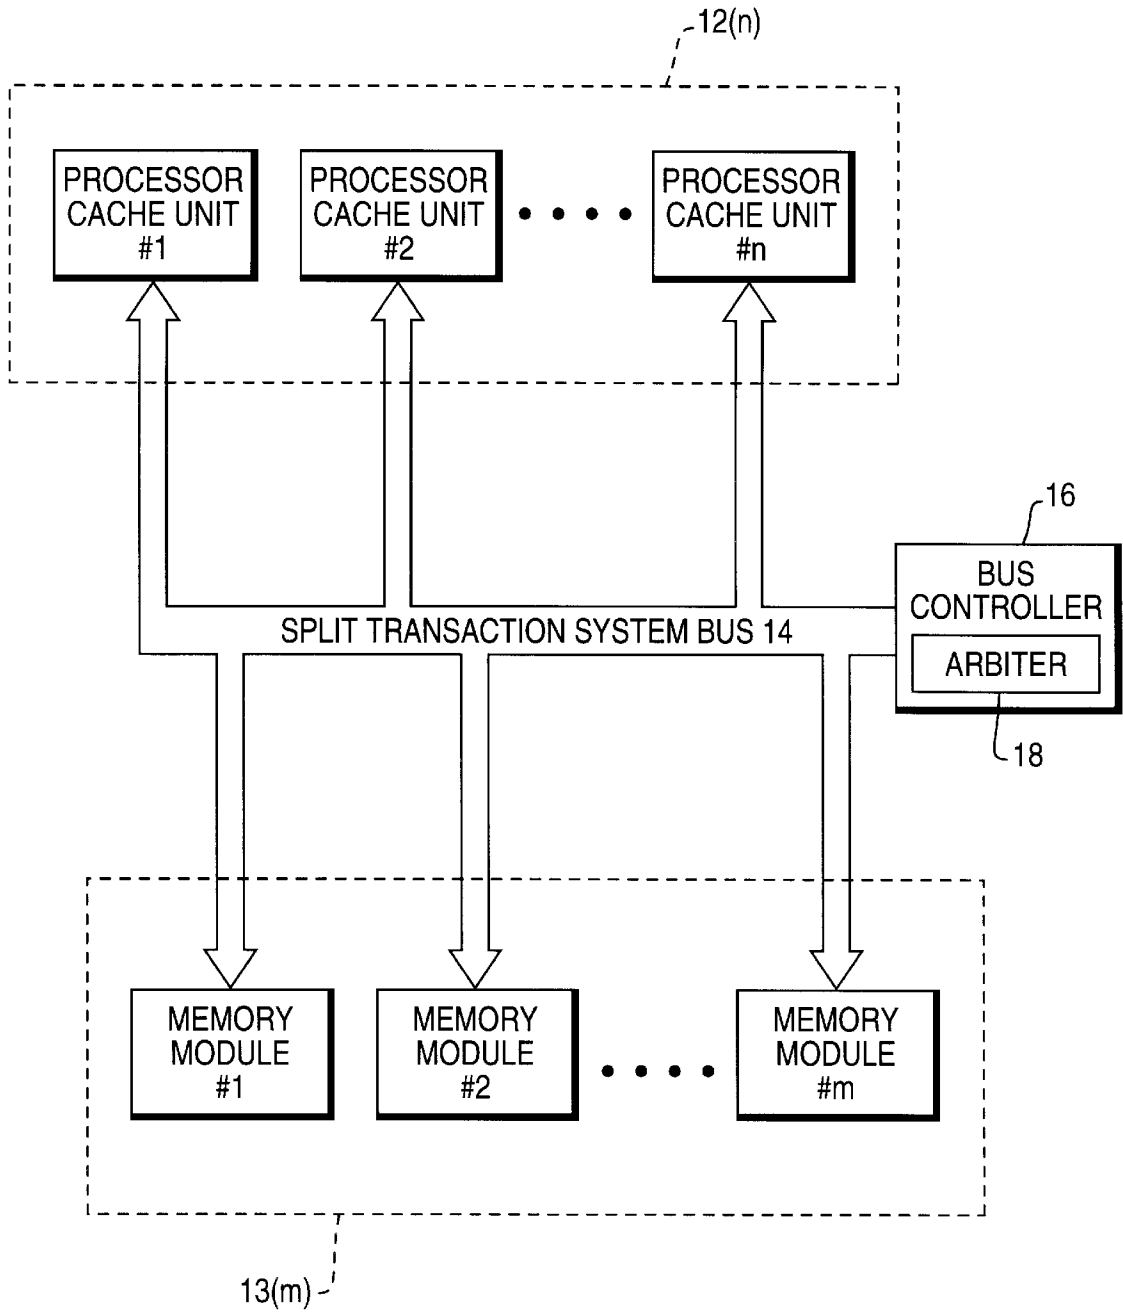 12(n)
PROCESSOR
CACHE UNIT
#1
PROCESSOR
CACHE UNIT
#2
PROCESSOR
CACHE UNIT
#n
16
BUS
CONTROLLER
ARBITER
18
SPLIT TRANSACTION SYSTEM BUS 14
MEMORY
MODULE
#1
MEMORY
MODULE
#2
MEMORY
MODULE
#m
13(m)